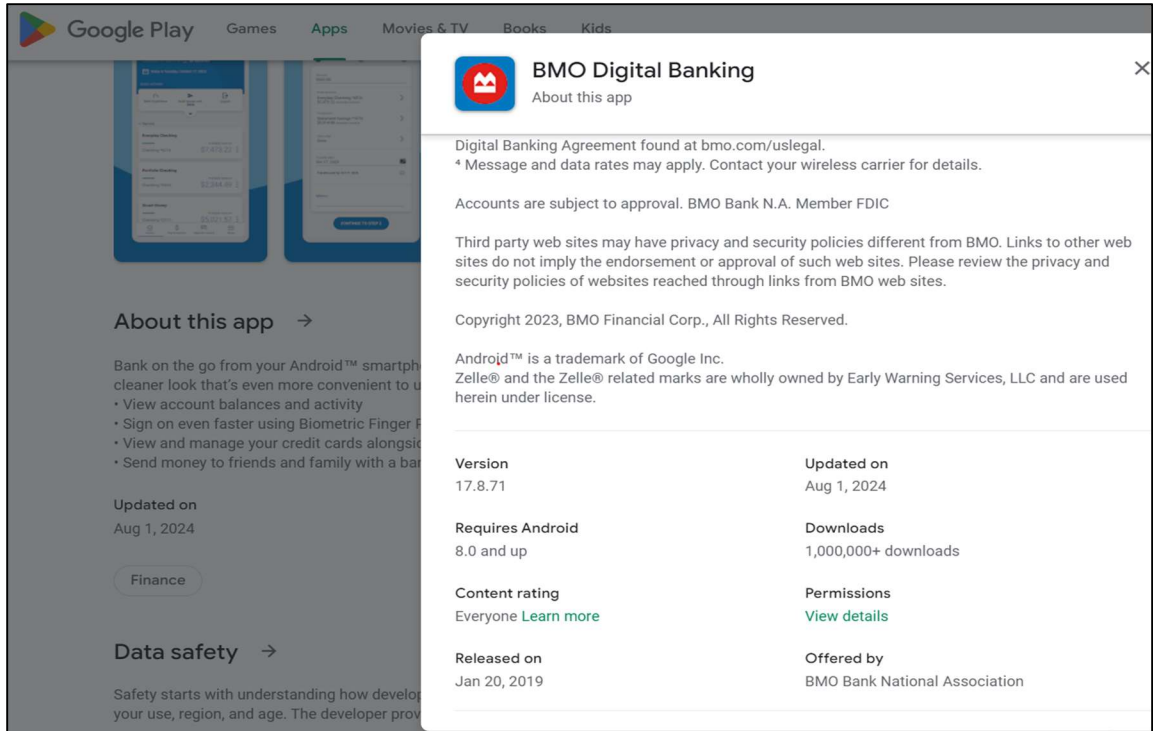 Google Play
Games
Apps
Movies & TV
Books
Kids
BMO Digital Banking
About this app
Digital Banking Agreement found at bmo.com/uslegal.
⁴ Message and data rates may apply. Contact your wireless carrier for details.
Accounts are subject to approval. BMO Bank N.A. Member FDIC
Third party web sites may have privacy and security policies different from BMO. Links to other web
sites do not imply the endorsement or approval of such web sites. Please review the privacy and
security policies of websites reached through links from BMO web sites.
Copyright 2023, BMO Financial Corp., All Rights Reserved.
Android™ is a trademark of Google Inc.
Zelle® and the Zelle® related marks are wholly owned by Early Warning Services, LLC and are used
herein under license.
Version
17.8.71
Updated on
Aug 1, 2024
Requires Android
8.0 and up
Downloads
1,000,000+ downloads
Content rating
Everyone Learn more
Permissions
View details
Released on
Jan 20, 2019
Offered by
BMO Bank National Association
About this app →
Bank on the go from your Android™ smartph
cleaner look that's even more convenient to u
• View account balances and activity
• Sign on even faster using Biometric Finger
• View and manage your credit cards alongsi
• Send money to friends and family with a ba
Updated on
Aug 1, 2024
Finance
Data safety →
Safety starts with understanding how develop
your use, region, and age. The developer prov